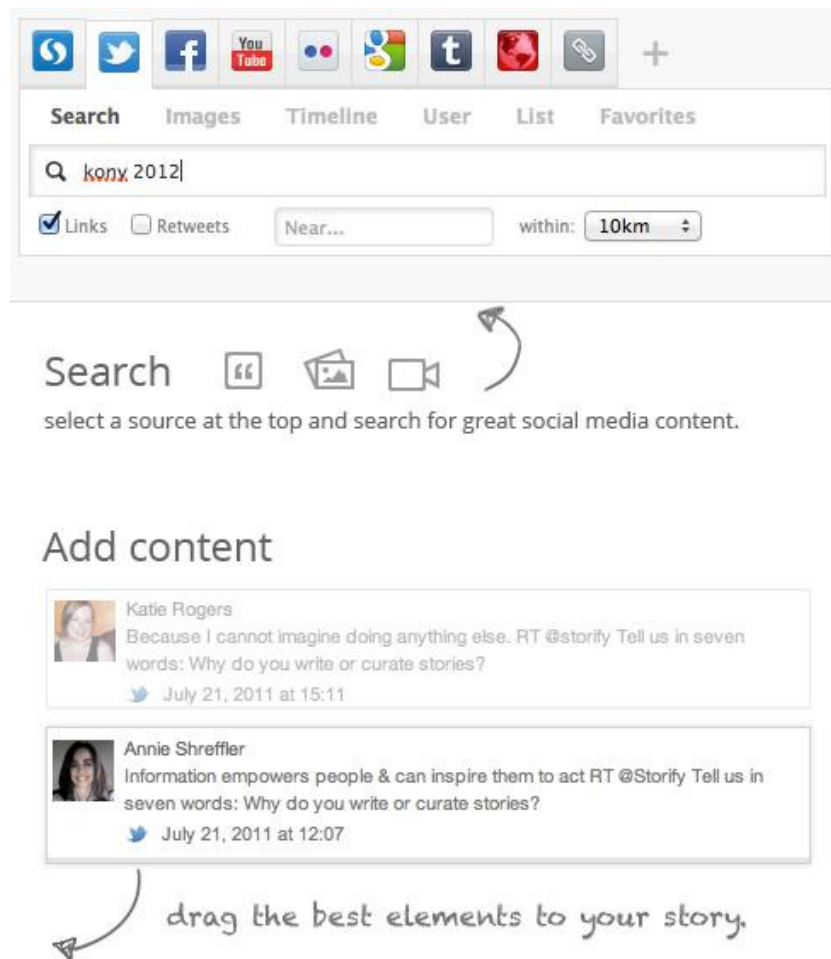 You
Tube
f
g
t
+
Search Images Timeline User List Favorites
kony 2012
Links Retweets Near... within: 10km
Search
select a source at the top and search for great social media content.
Add content
Katie Rogers
Because I cannot imagine doing anything else. RT @storify Tell us in seven
words: Why do you write or curate stories?
July 21, 2011 at 15:11
Annie Shreffler
Information empowers people & can inspire them to act RT @Storify Tell us in
seven words: Why do you write or curate stories?
July 21, 2011 at 12:07
drag the best elements to your story.